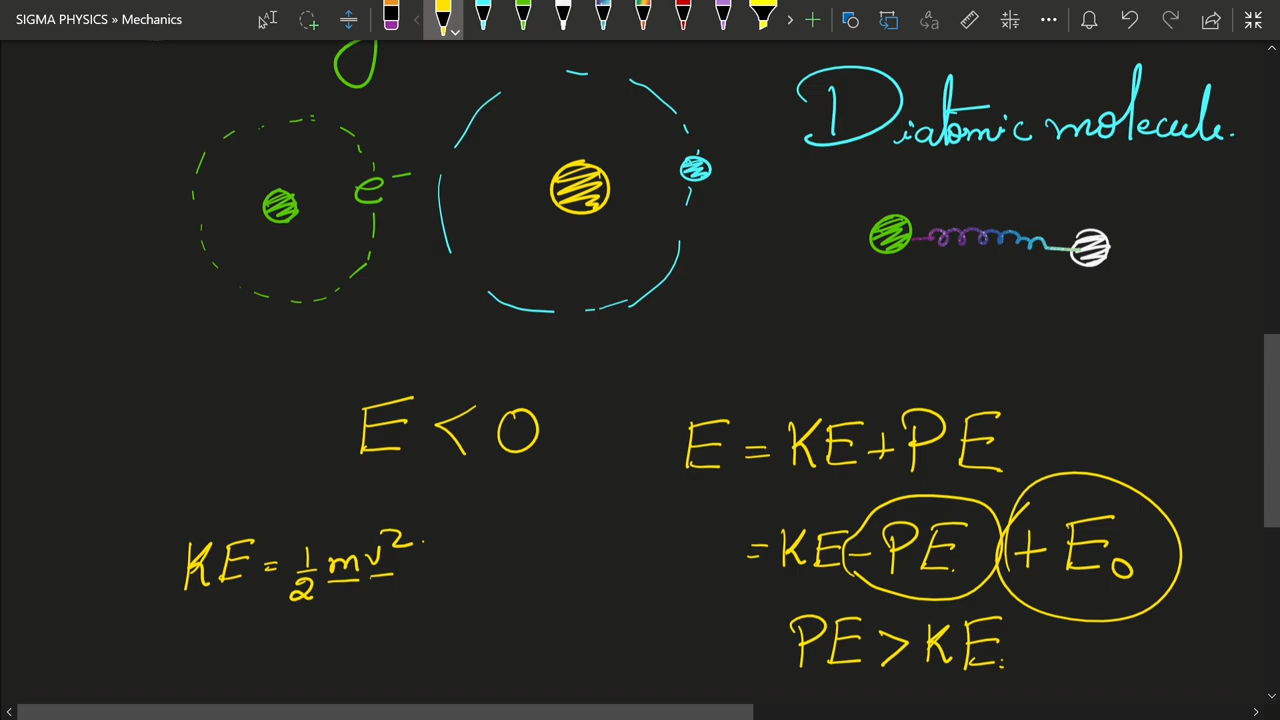 SIGMA PHYSICS » Mechanics
Diatomic molecule.
e⁻
E < 0
E = KE + PE
= KE - PE + E₀
KE = ½ mv²
PE > KE